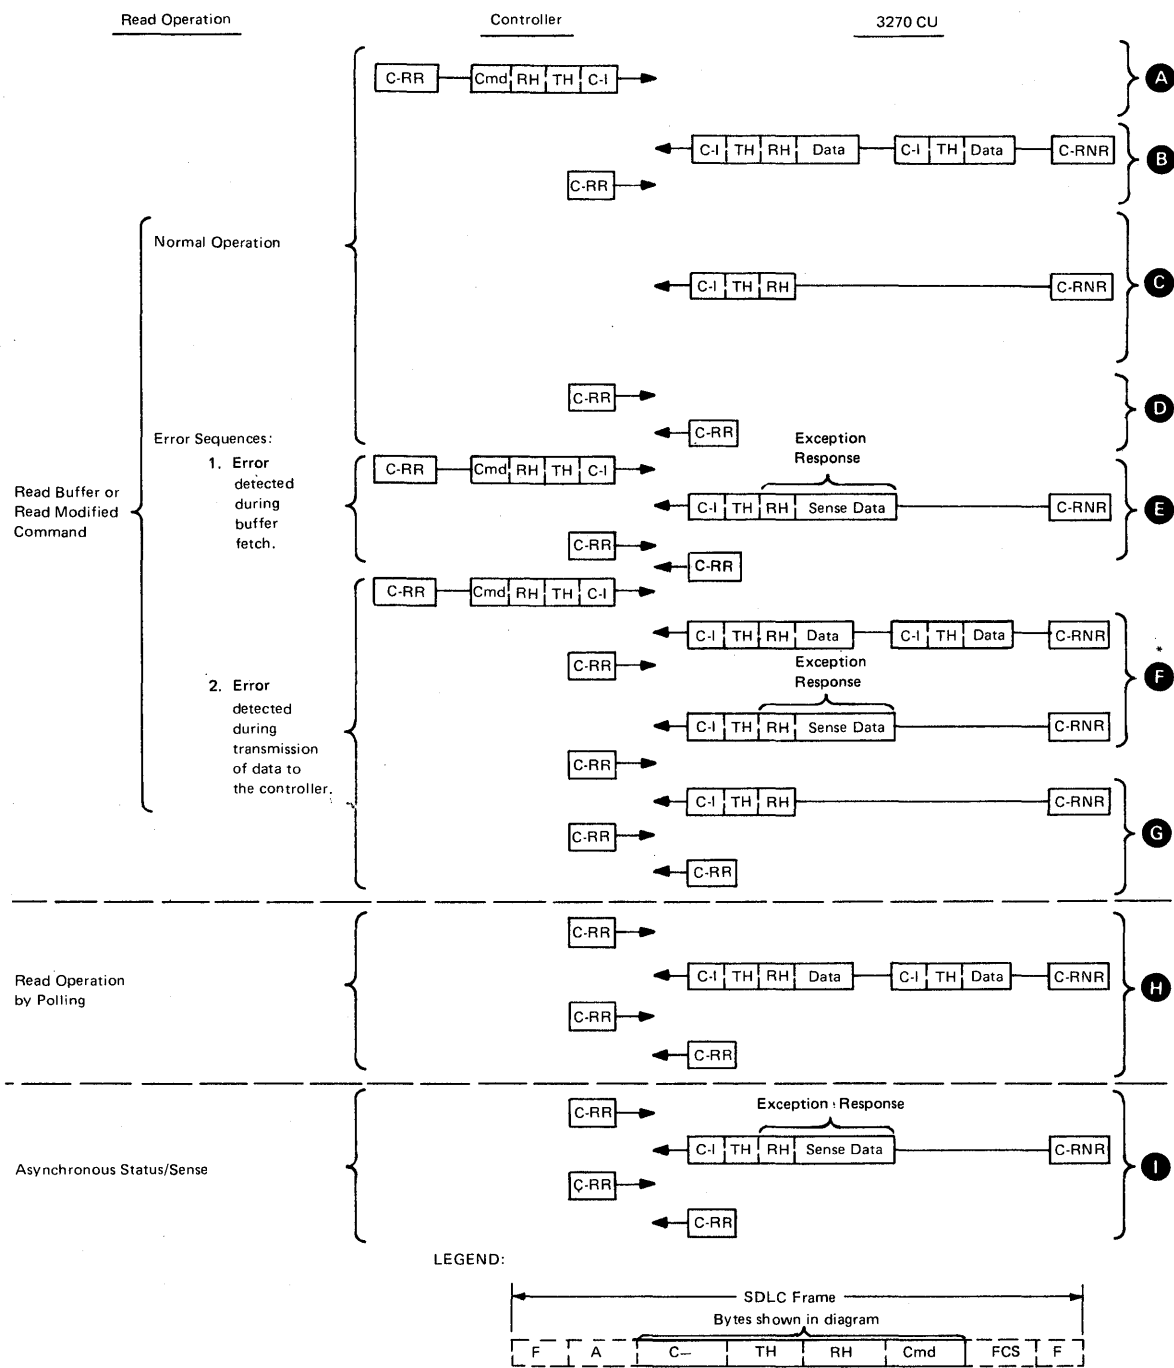 Read Operation Controller 3270 CU
C-RR Cmd RH TH C-I A
C-I TH RH Data C-I TH Data C-RNR B
C-RR
Normal Operation
C-I TH RH C-RNR C
C-RR D
C-RR
Error Sequences:
Exception
Response
1. Error
detected
during
buffer
fetch.
C-RR Cmd RH TH C-I
Read Buffer or
Read Modified
Command
C-I TH RH Sense Data C-RNR E
C-RR
C-RR
C-RR Cmd RH TH C-I
C-I TH RH Data C-I TH Data C-RNR
*
F
C-RR
Exception
Response
2. Error
detected
during
transmission
of data to
the controller.
C-I TH RH Sense Data C-RNR
C-RR
C-I TH RH C-RNR
C-RR G
C-RR
C-RR
Read Operation
by Polling
C-I TH RH Data C-I TH Data C-RNR H
C-RR
C-RR
C-RR
Exception Response
Asynchronous Status/Sense
C-I TH RH Sense Data C-RNR I
C-RR
C-RR
LEGEND:
SDLC Frame
Bytes shown in diagram
F A C– TH RH Cmd FCS F